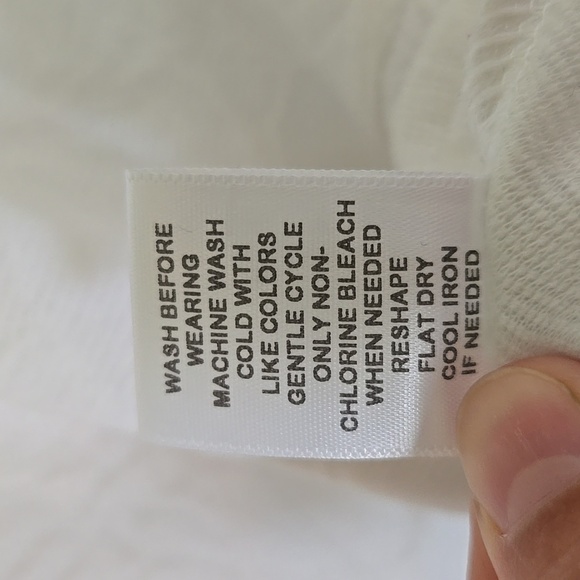 WASH BEFORE
WEARING
MACHINE WASH
COLD WITH
LIKE COLORS
GENTLE CYCLE
ONLY NON-
CHLORINE BLEACH
WHEN NEEDED
RESHAPE
FLAT DRY
COOL IRON
IF NEEDED